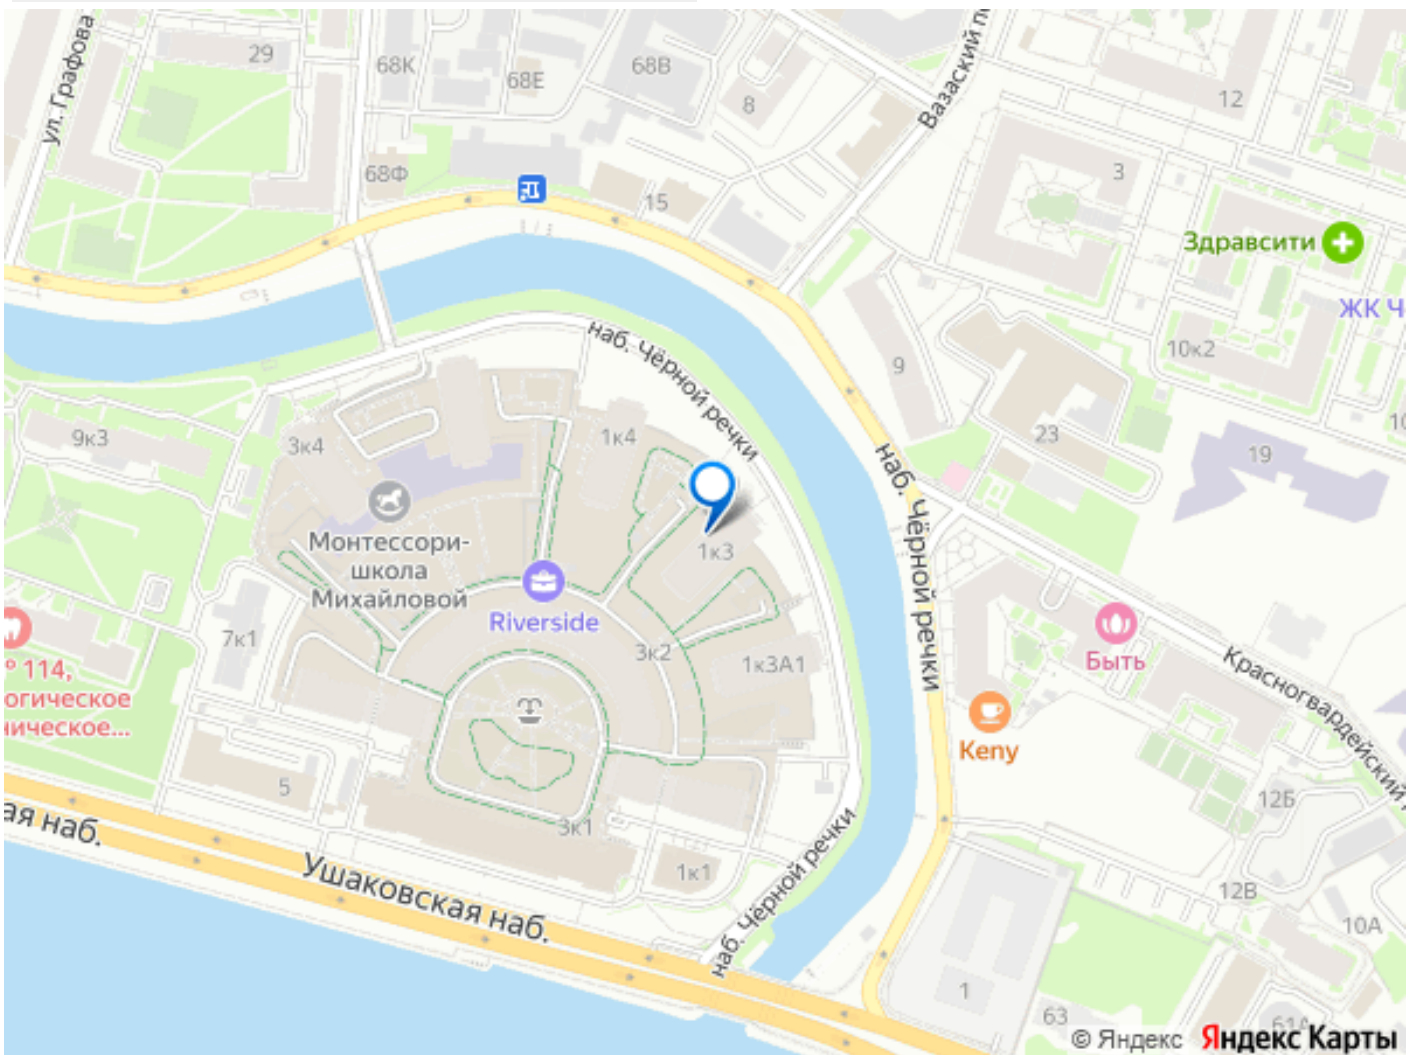 ул. Графова
29
68К
68Е
68В
8
Вазаский
12
3
68Ф
15
Здравсити
ЖК Ч
10к2
наб. Чёрной речки
9
10
9к3
3к4
1к4
23
19
наб. Чёрной речки
1к3
Монтессори-
школа
Михайловой
Riverside
7к1
3к2
1к3А1
Быть
Красногвардейский
° 114,
огическое
ническое...
Keny
5
3к1
12Б
ая наб.
Ушаковская наб.
1к1
наб. Чёрной речки
12В
10А
1
63
61А
© Яндекс Яндекс Карты